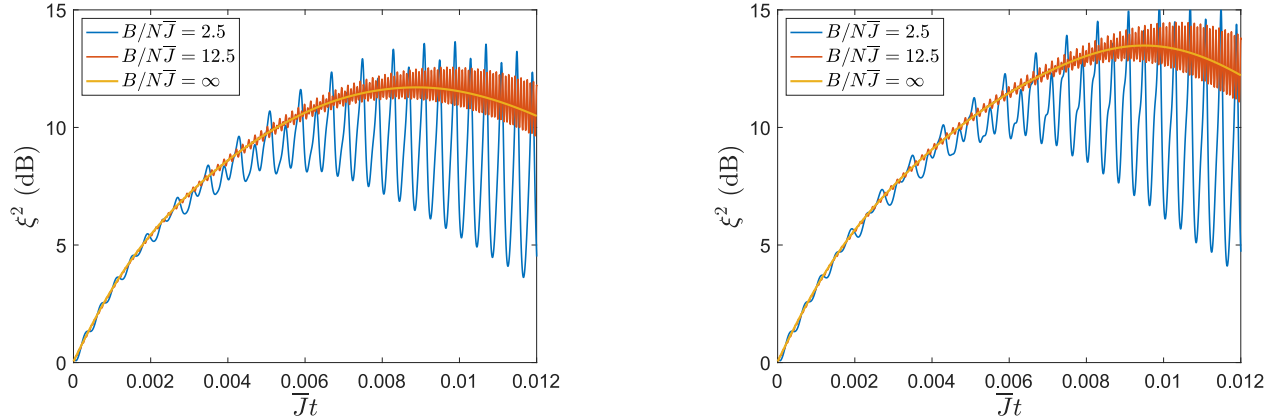 15
10
5
0
ξ² (dB)
B/NJ̅ = 2.5
B/NJ̅ = 12.5
B/NJ̅ = ∞
0 0.002 0.004 0.006 0.008 0.01 0.012
J̅t
15
10
5
0
ξ² (dB)
B/NJ̅ = 2.5
B/NJ̅ = 12.5
B/NJ̅ = ∞
0 0.002 0.004 0.006 0.008 0.01 0.012
J̅t